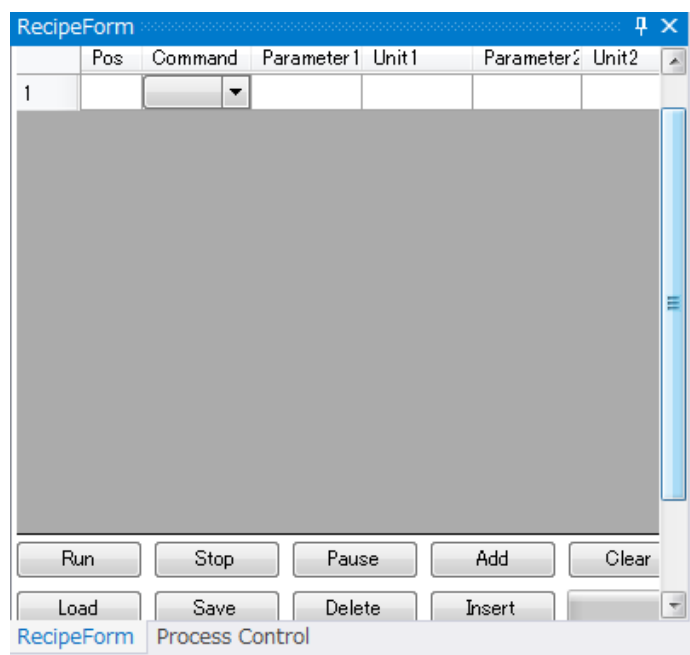 RecipeForm
Pos Command Parameter1 Unit1 Parameter2 Unit2
1
Run Stop Pause Add Clear
Load Save Delete Insert
RecipeForm Process Control